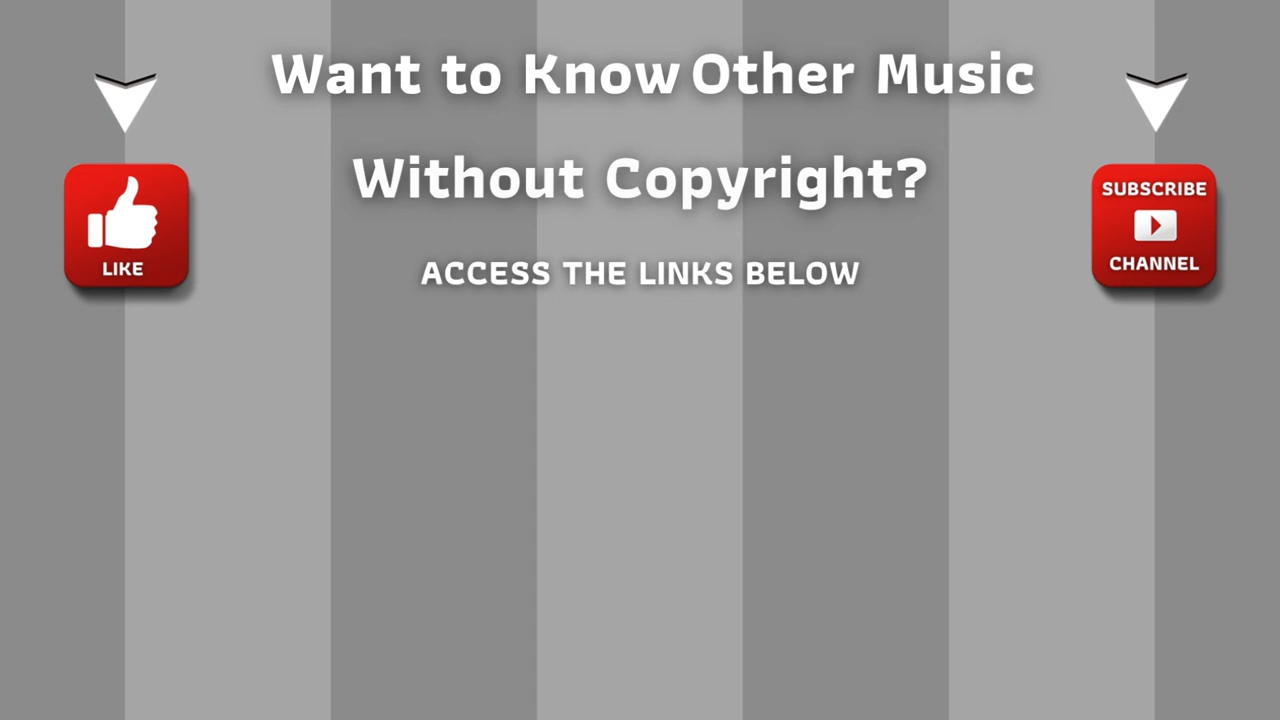 Want to Know Other Music
Without Copyright?
ACCESS THE LINKS BELOW
LIKE
SUBSCRIBE
CHANNEL